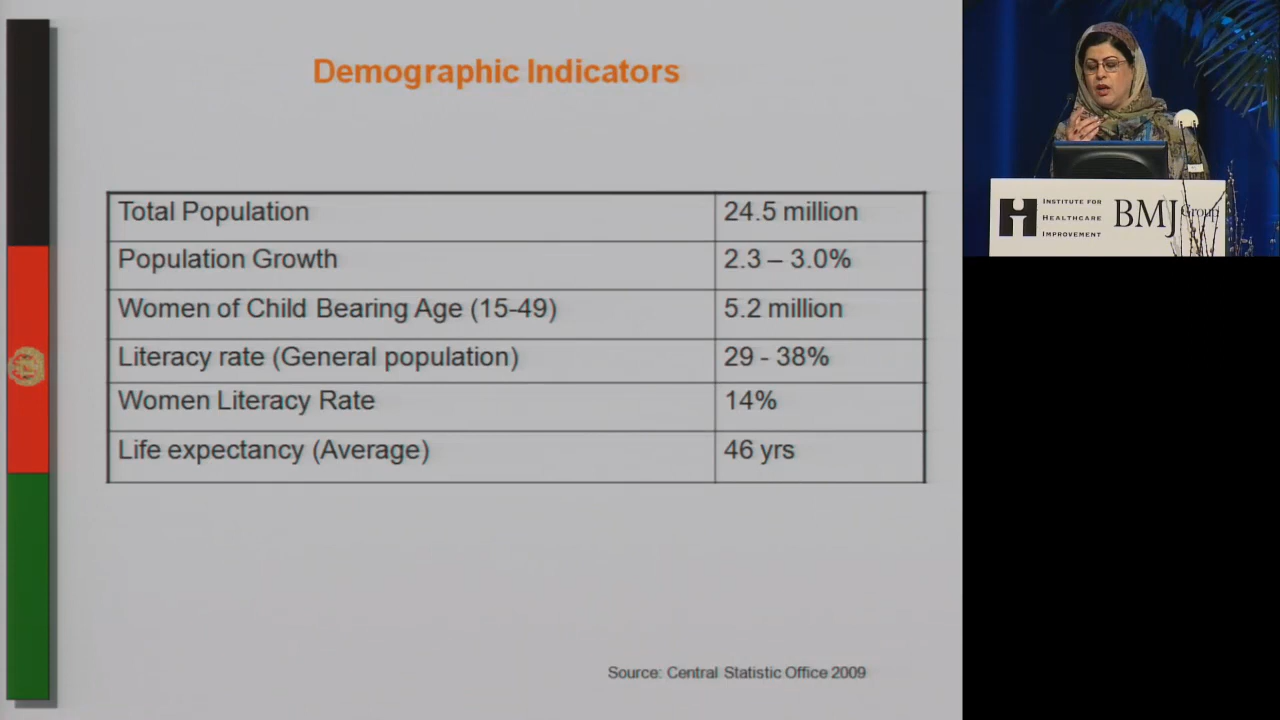 Demographic Indicators
Total Population 24.5 million
Population Growth 2.3 – 3.0%
Women of Child Bearing Age (15-49) 5.2 million
Literacy rate (General population) 29 - 38%
Women Literacy Rate 14%
Life expectancy (Average) 46 yrs
Source: Central Statistic Office 2009
INSTITUTE FOR
HEALTHCARE
IMPROVEMENT
BMJ Group